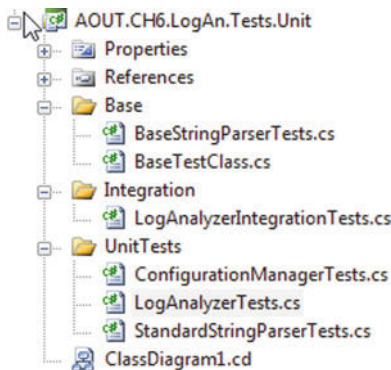 AOUT.CH6.LogAn.Tests.Unit
Properties
References
Base
BaseStringParserTests.cs
BaseTestClass.cs
Integration
LogAnalyzerIntegrationTests.cs
UnitTests
ConfigurationManagerTests.cs
LogAnalyzerTests.cs
StandardStringParserTests.cs
ClassDiagram1.cd